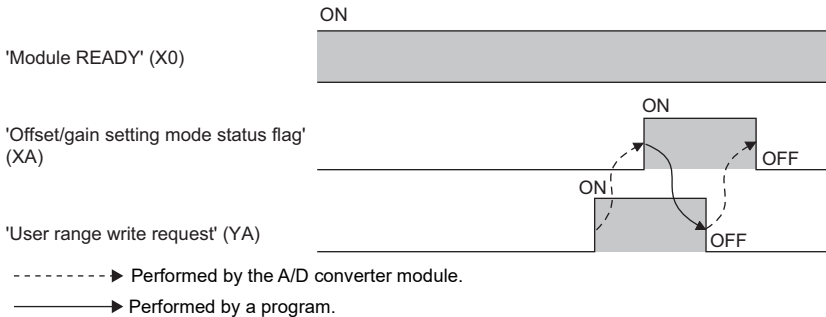 ON
'Module READY' (X0)
ON
'Offset/gain setting mode status flag'
(XA)
OFF
ON
'User range write request' (YA)
OFF
Performed by the A/D converter module.
Performed by a program.